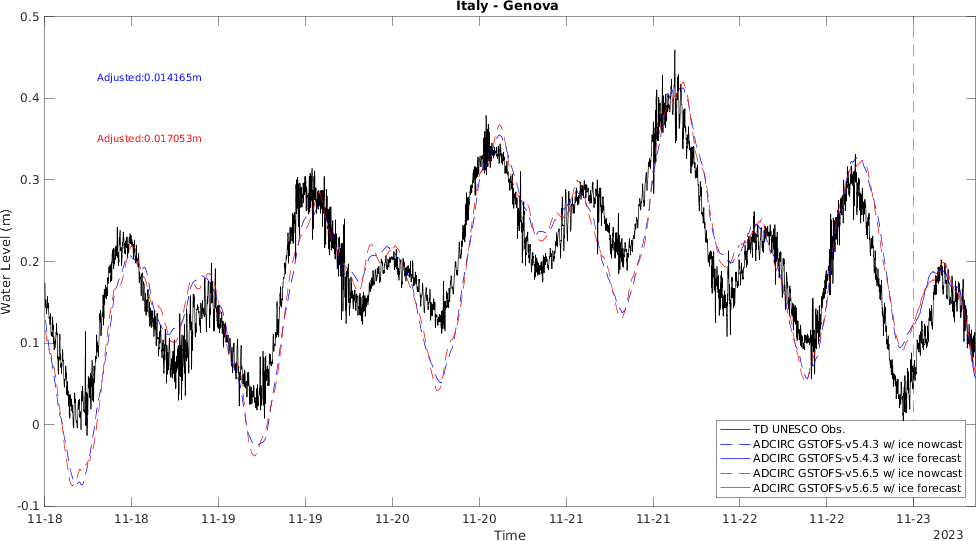 Italy - Genova
0.5
0.4
0.3
0.2
0.1
0
-0.1
Water Level (m)
Adjusted:0.014165m
Adjusted:0.017053m
TD UNESCO Obs.
ADCIRC GSTOFS-v5.4.3 w/ ice nowcast
ADCIRC GSTOFS-v5.4.3 w/ ice forecast
ADCIRC GSTOFS-v5.6.5 w/ ice nowcast
ADCIRC GSTOFS-v5.6.5 w/ ice forecast
11-18 11-18 11-19 11-19 11-20 11-20 11-21 11-21 11-22 11-22 11-23
Time
2023